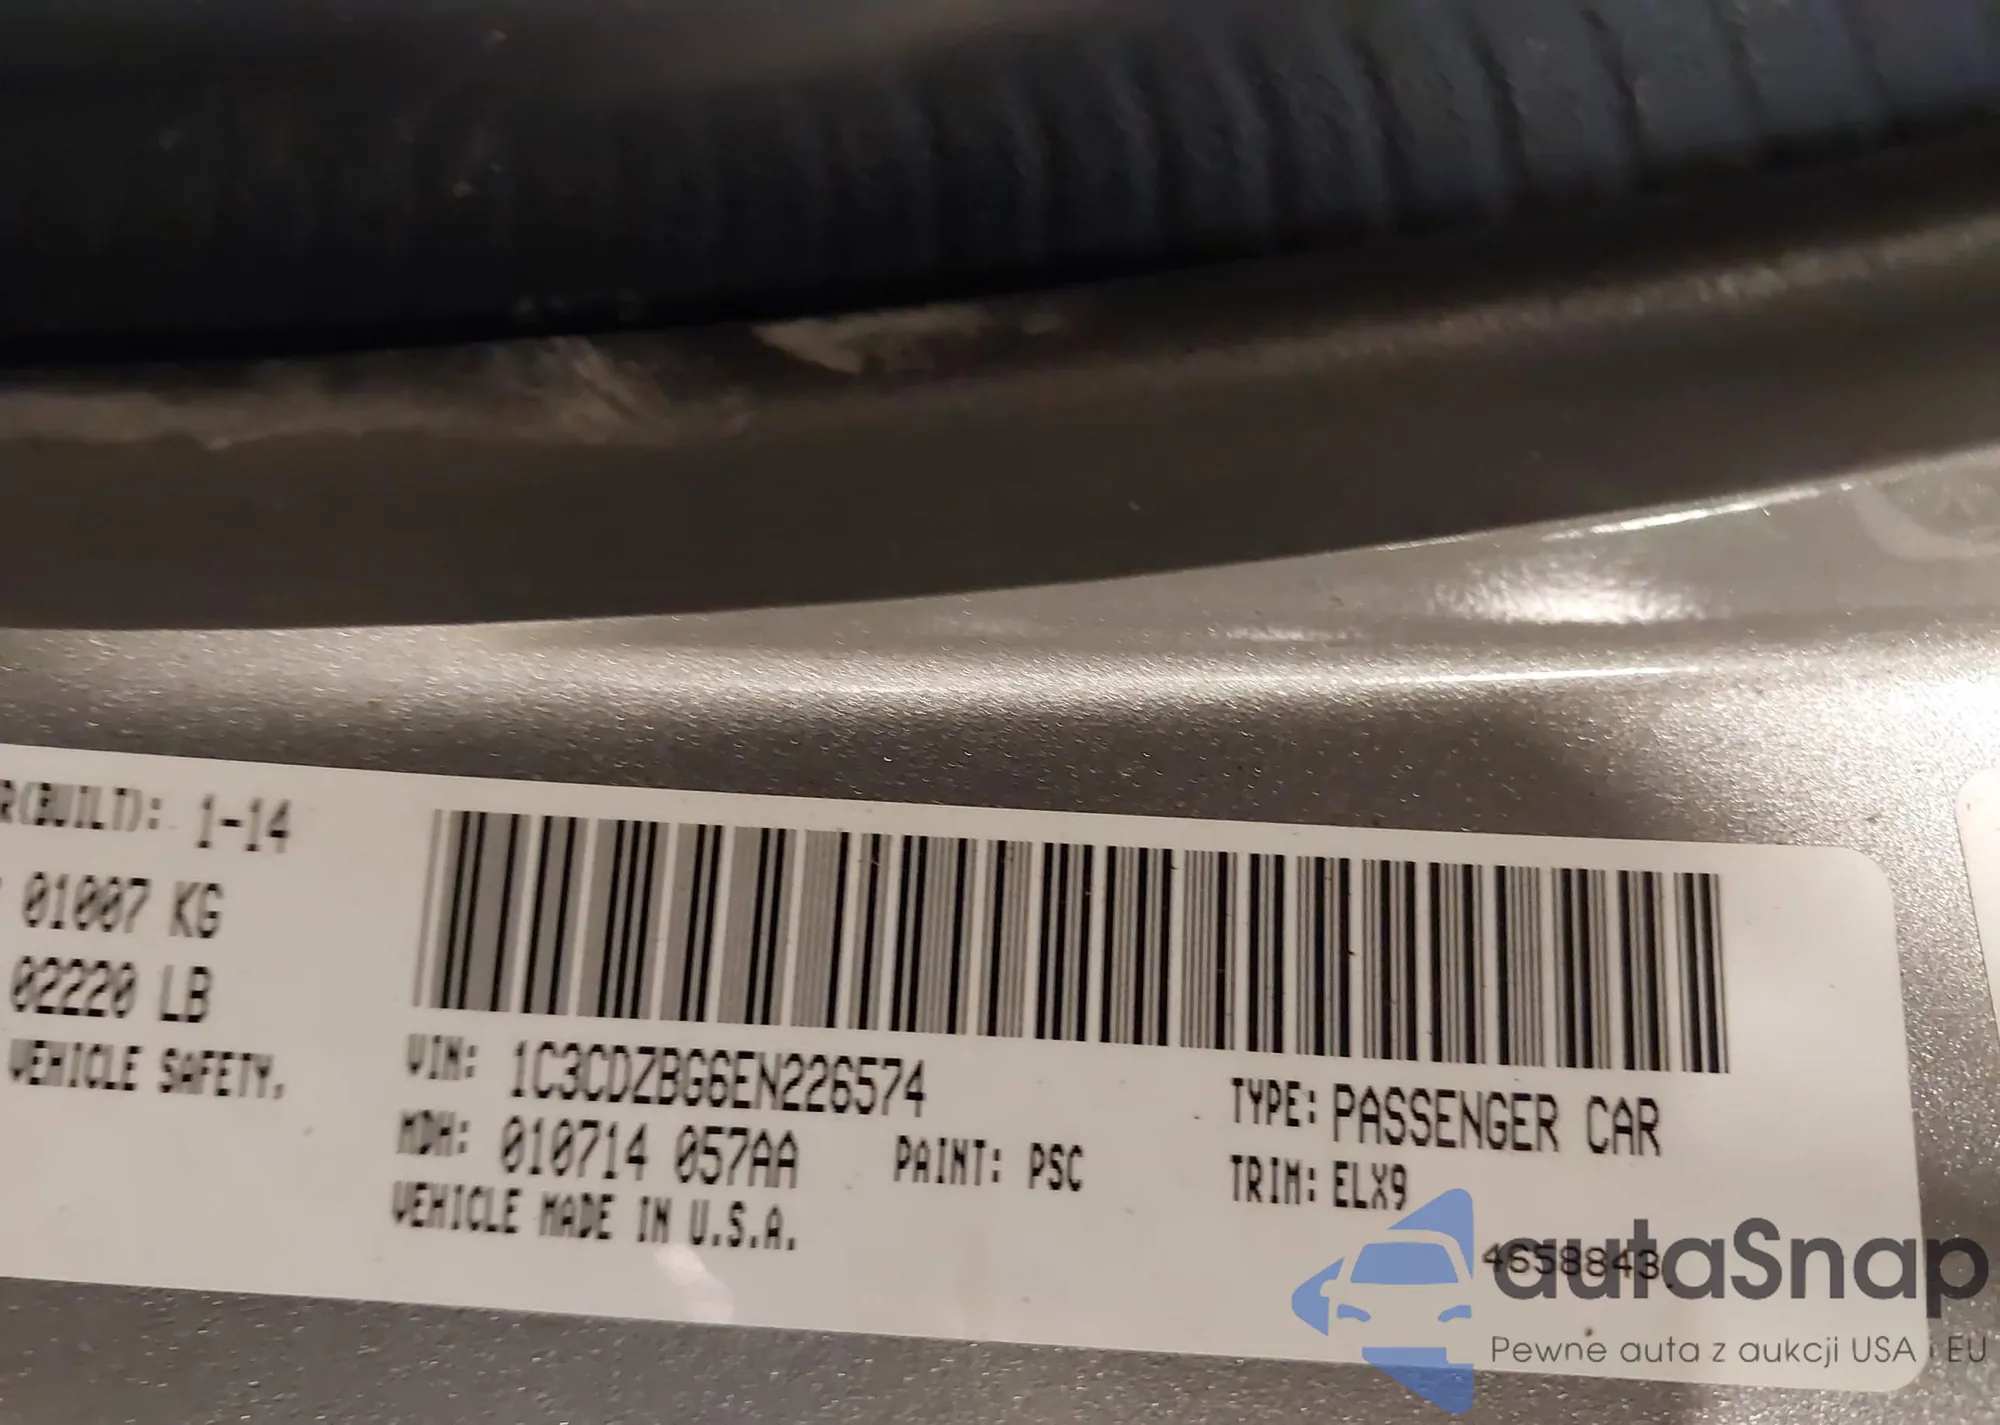 R(BUILT): 1-14
01007 KG
02220 LB
VEHICLE SAFETY,
VIN: 1C3CDZBG6EN226574
TYPE: PASSENGER CAR
MDH: 010714 057AA PAINT: PSC
TRIM: ELX9
VEHICLE MADE IN U.S.A.
4658843
autaSnap
Pewne auta z aukcji USA i EU